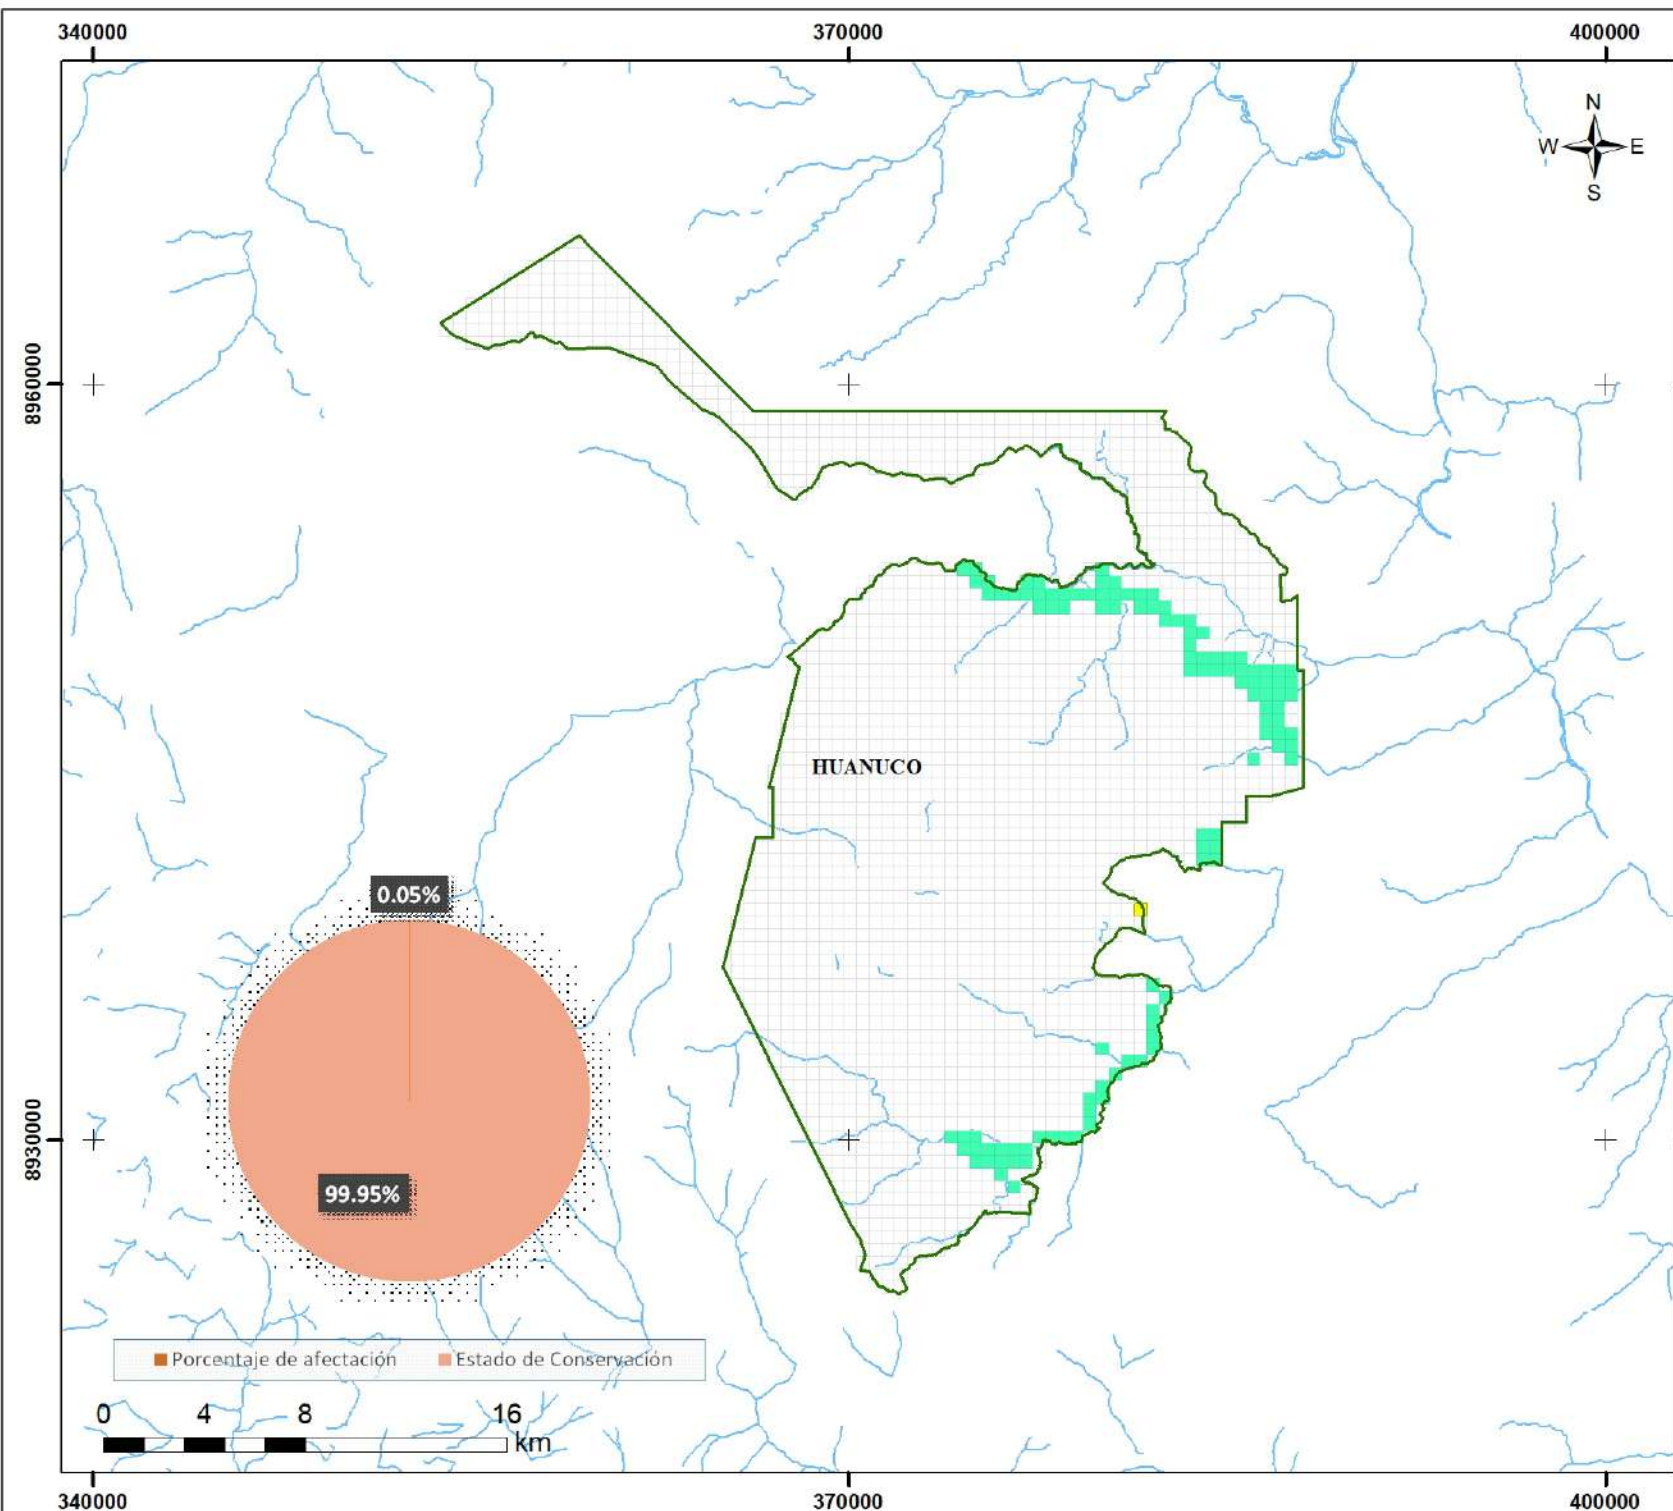 340000 370000 400000
N
W E
S
8960000
HUANUCO
0.05%
8930000
99.95%
Porcentaje de afectación Estado de Conservación
0 4 8 16
km
340000 370000 400000